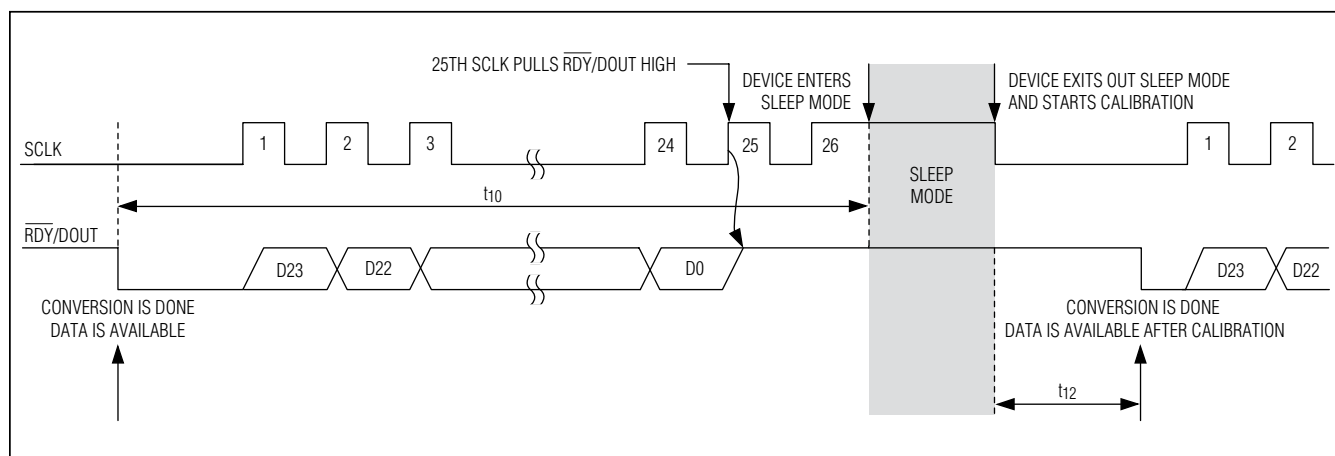 25TH SCLK PULLS R̅D̅Y̅/DOUT HIGH
DEVICE ENTERS
SLEEP MODE
DEVICE EXITS OUT SLEEP MODE
AND STARTS CALIBRATION
SCLK
1
2
3
24
25
26
1
2
SLEEP
MODE
t10
R̅D̅Y̅/DOUT
D23
D22
D0
D23
D22
CONVERSION IS DONE
DATA IS AVAILABLE
CONVERSION IS DONE
DATA IS AVAILABLE AFTER CALIBRATION
t12